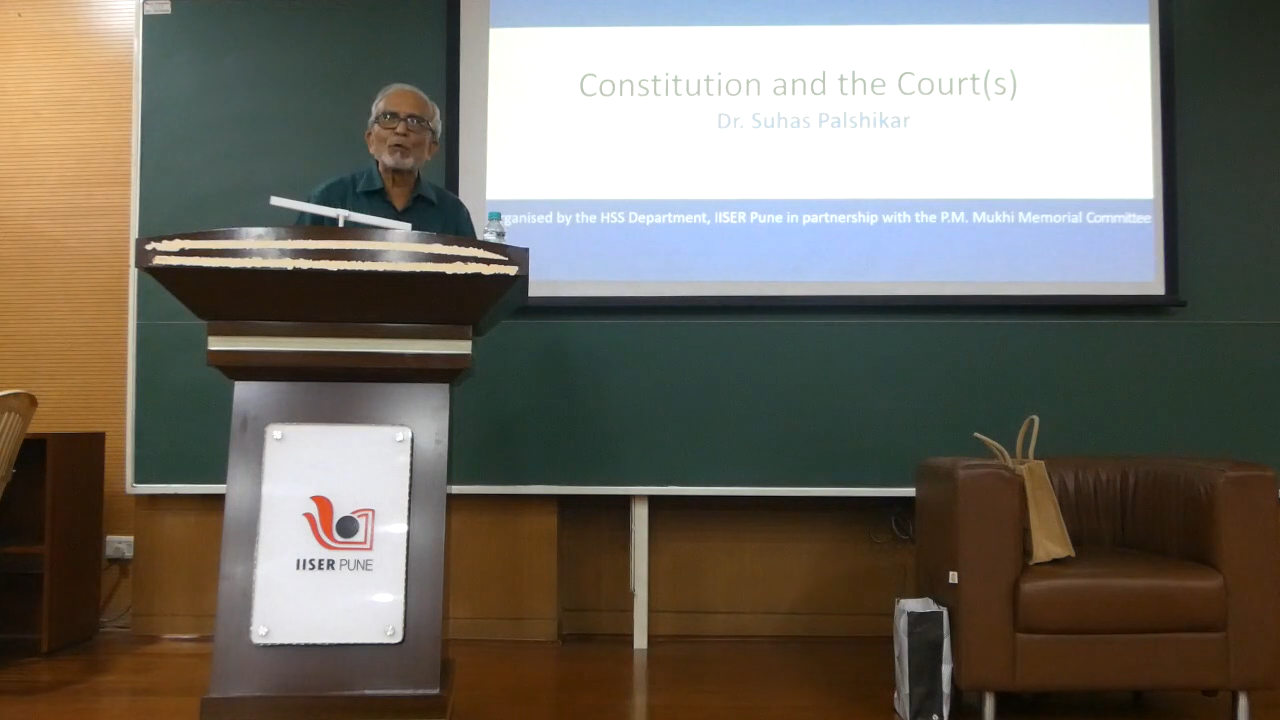 Constitution and the Court(s)
Dr. Suhas Palshikar
rganised by the HSS Department, IISER Pune in partnership with the P.M. Mukhi Memorial Committee
IISER PUNE